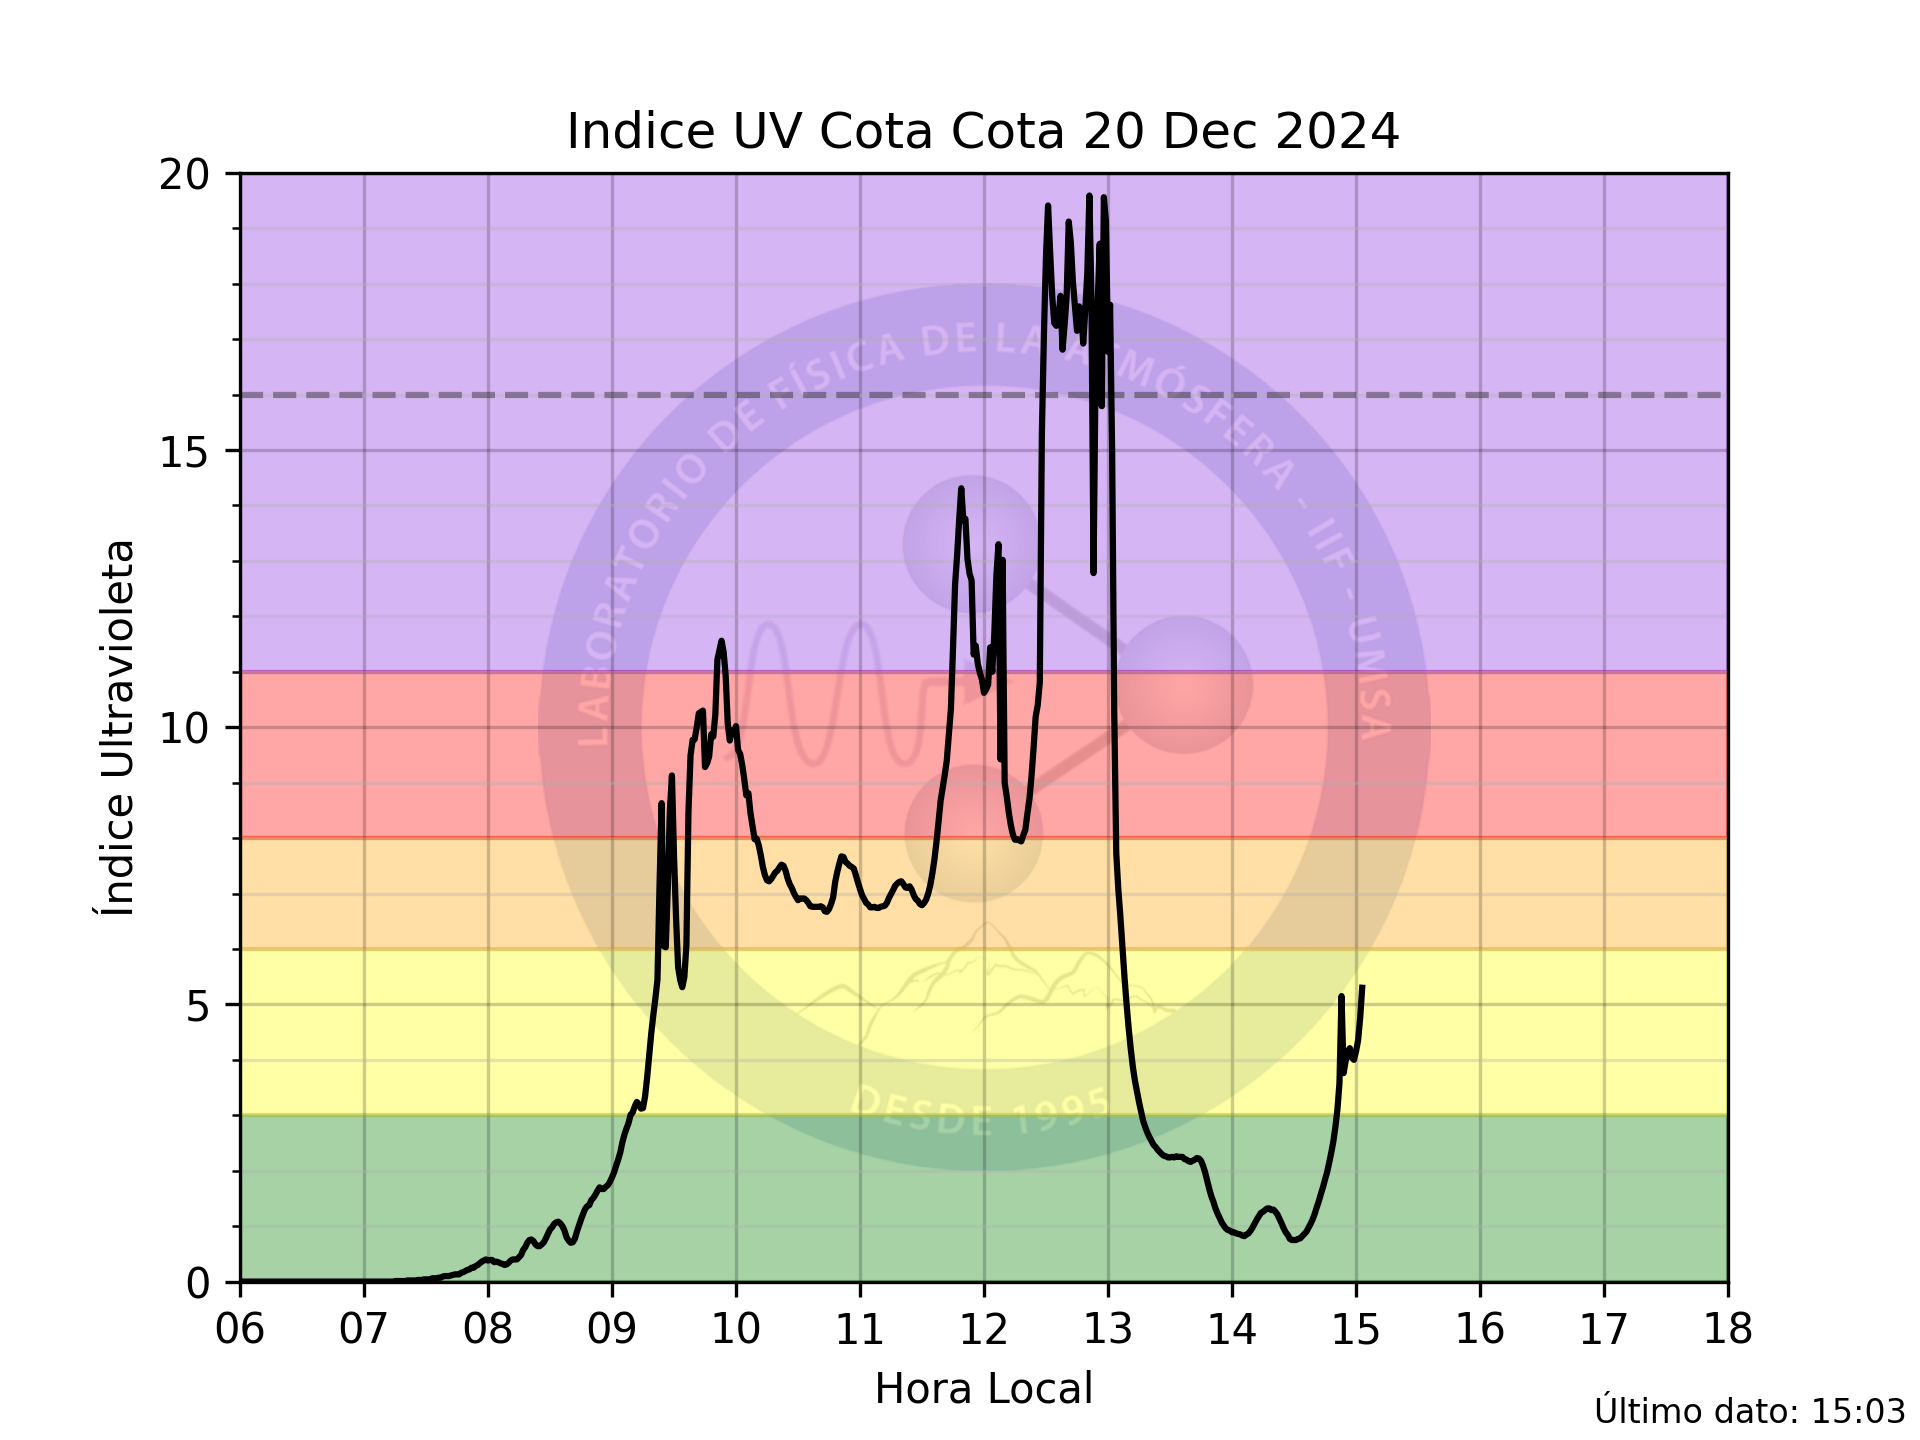 Indice UV Cota Cota 20 Dec 2024
20
15
10
5
0
Índice Ultravioleta
LABORATORIO DE FÍSICA DE LA ATMÓSFERA - IIF - UMSA
DESDE 1995
06 07 08 09 10 11 12 13 14 15 16 17 18
Hora Local
Último dato: 15:03